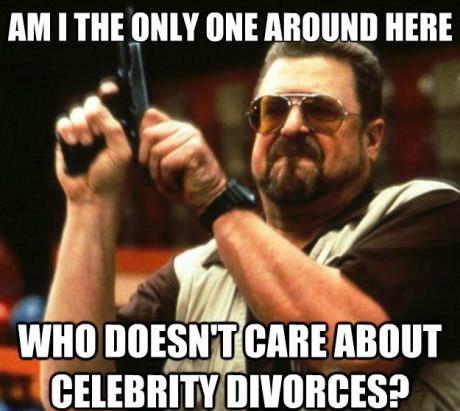 AM I THE ONLY ONE AROUND HERE
WHO DOESN'T CARE ABOUT
CELEBRITY DIVORCES?